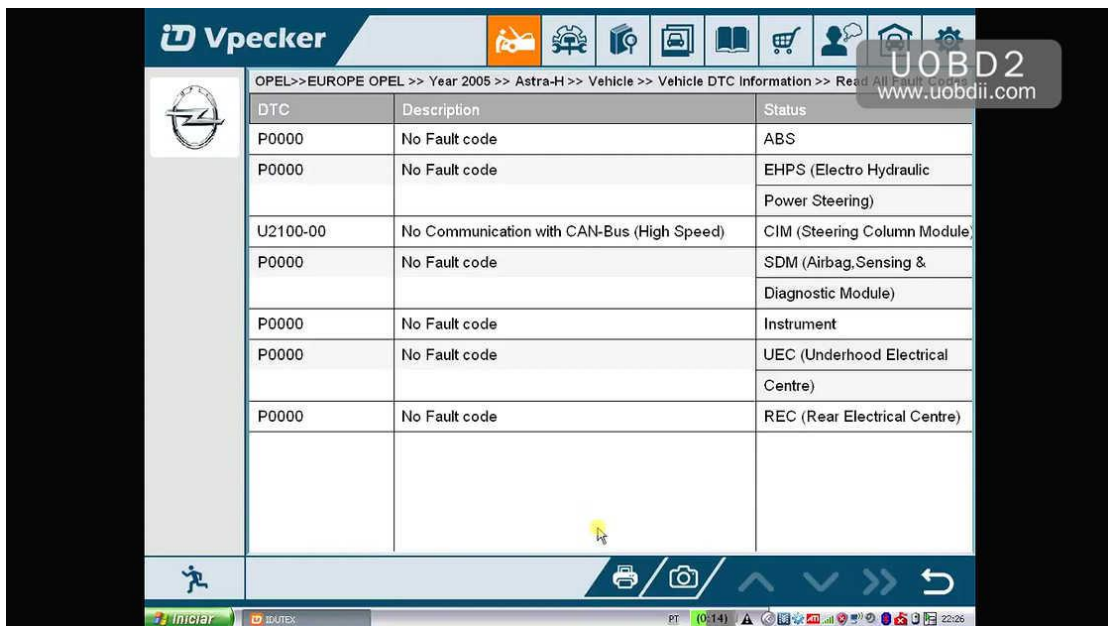 Vpecker
UOBD2
www.uobdii.com
OPEL>>EUROPE OPEL >> Year 2005 >> Astra-H >> Vehicle >> Vehicle DTC Information >> Read All Fault Codes
DTC Description Status
P0000 No Fault code ABS
P0000 No Fault code EHPS (Electro Hydraulic
Power Steering)
U2100-00 No Communication with CAN-Bus (High Speed) CIM (Steering Column Module)
P0000 No Fault code SDM (Airbag,Sensing &
Diagnostic Module)
P0000 No Fault code Instrument
P0000 No Fault code UEC (Underhood Electrical
Centre)
P0000 No Fault code REC (Rear Electrical Centre)
Iniciar IDUTEX PT (0:14) 22:26